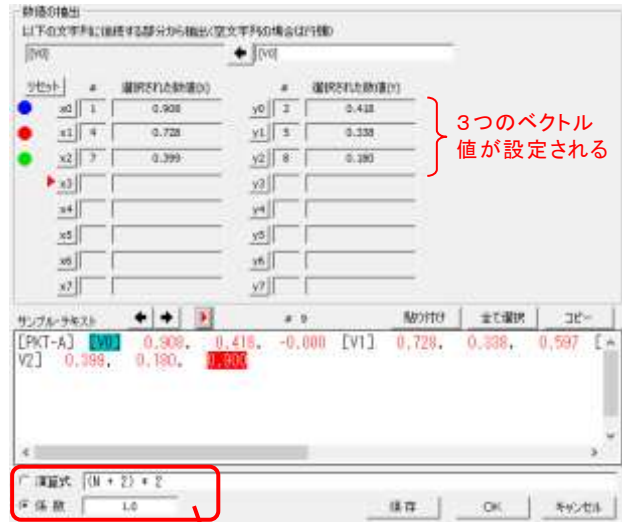 数値の抽出
以下の文字列に後続する部分から抽出(空文字列の場合は行頭)
[V0] [V0]
リセット # 選択された数値(X) # 選択された数値(Y)
x0 1 0.908 y0 2 0.418
x1 4 0.728 y1 5 0.338
x2 7 0.399 y2 8 0.180
x3 y3
x4 y4
x5 y5
x6 y6
x7 y7
3つのベクトル
値が設定される
サンプル・テキスト # 9 貼り付け 全て選択 コピー
[PKT-A] [V0] 0.908, 0.418, -0.000 [V1] 0.728, 0.338, 0.597 [
V2] 0.399, 0.180, 0.900
演算式 (N + 2) * 2
係 数 1.0
保 存 OK キャンセル